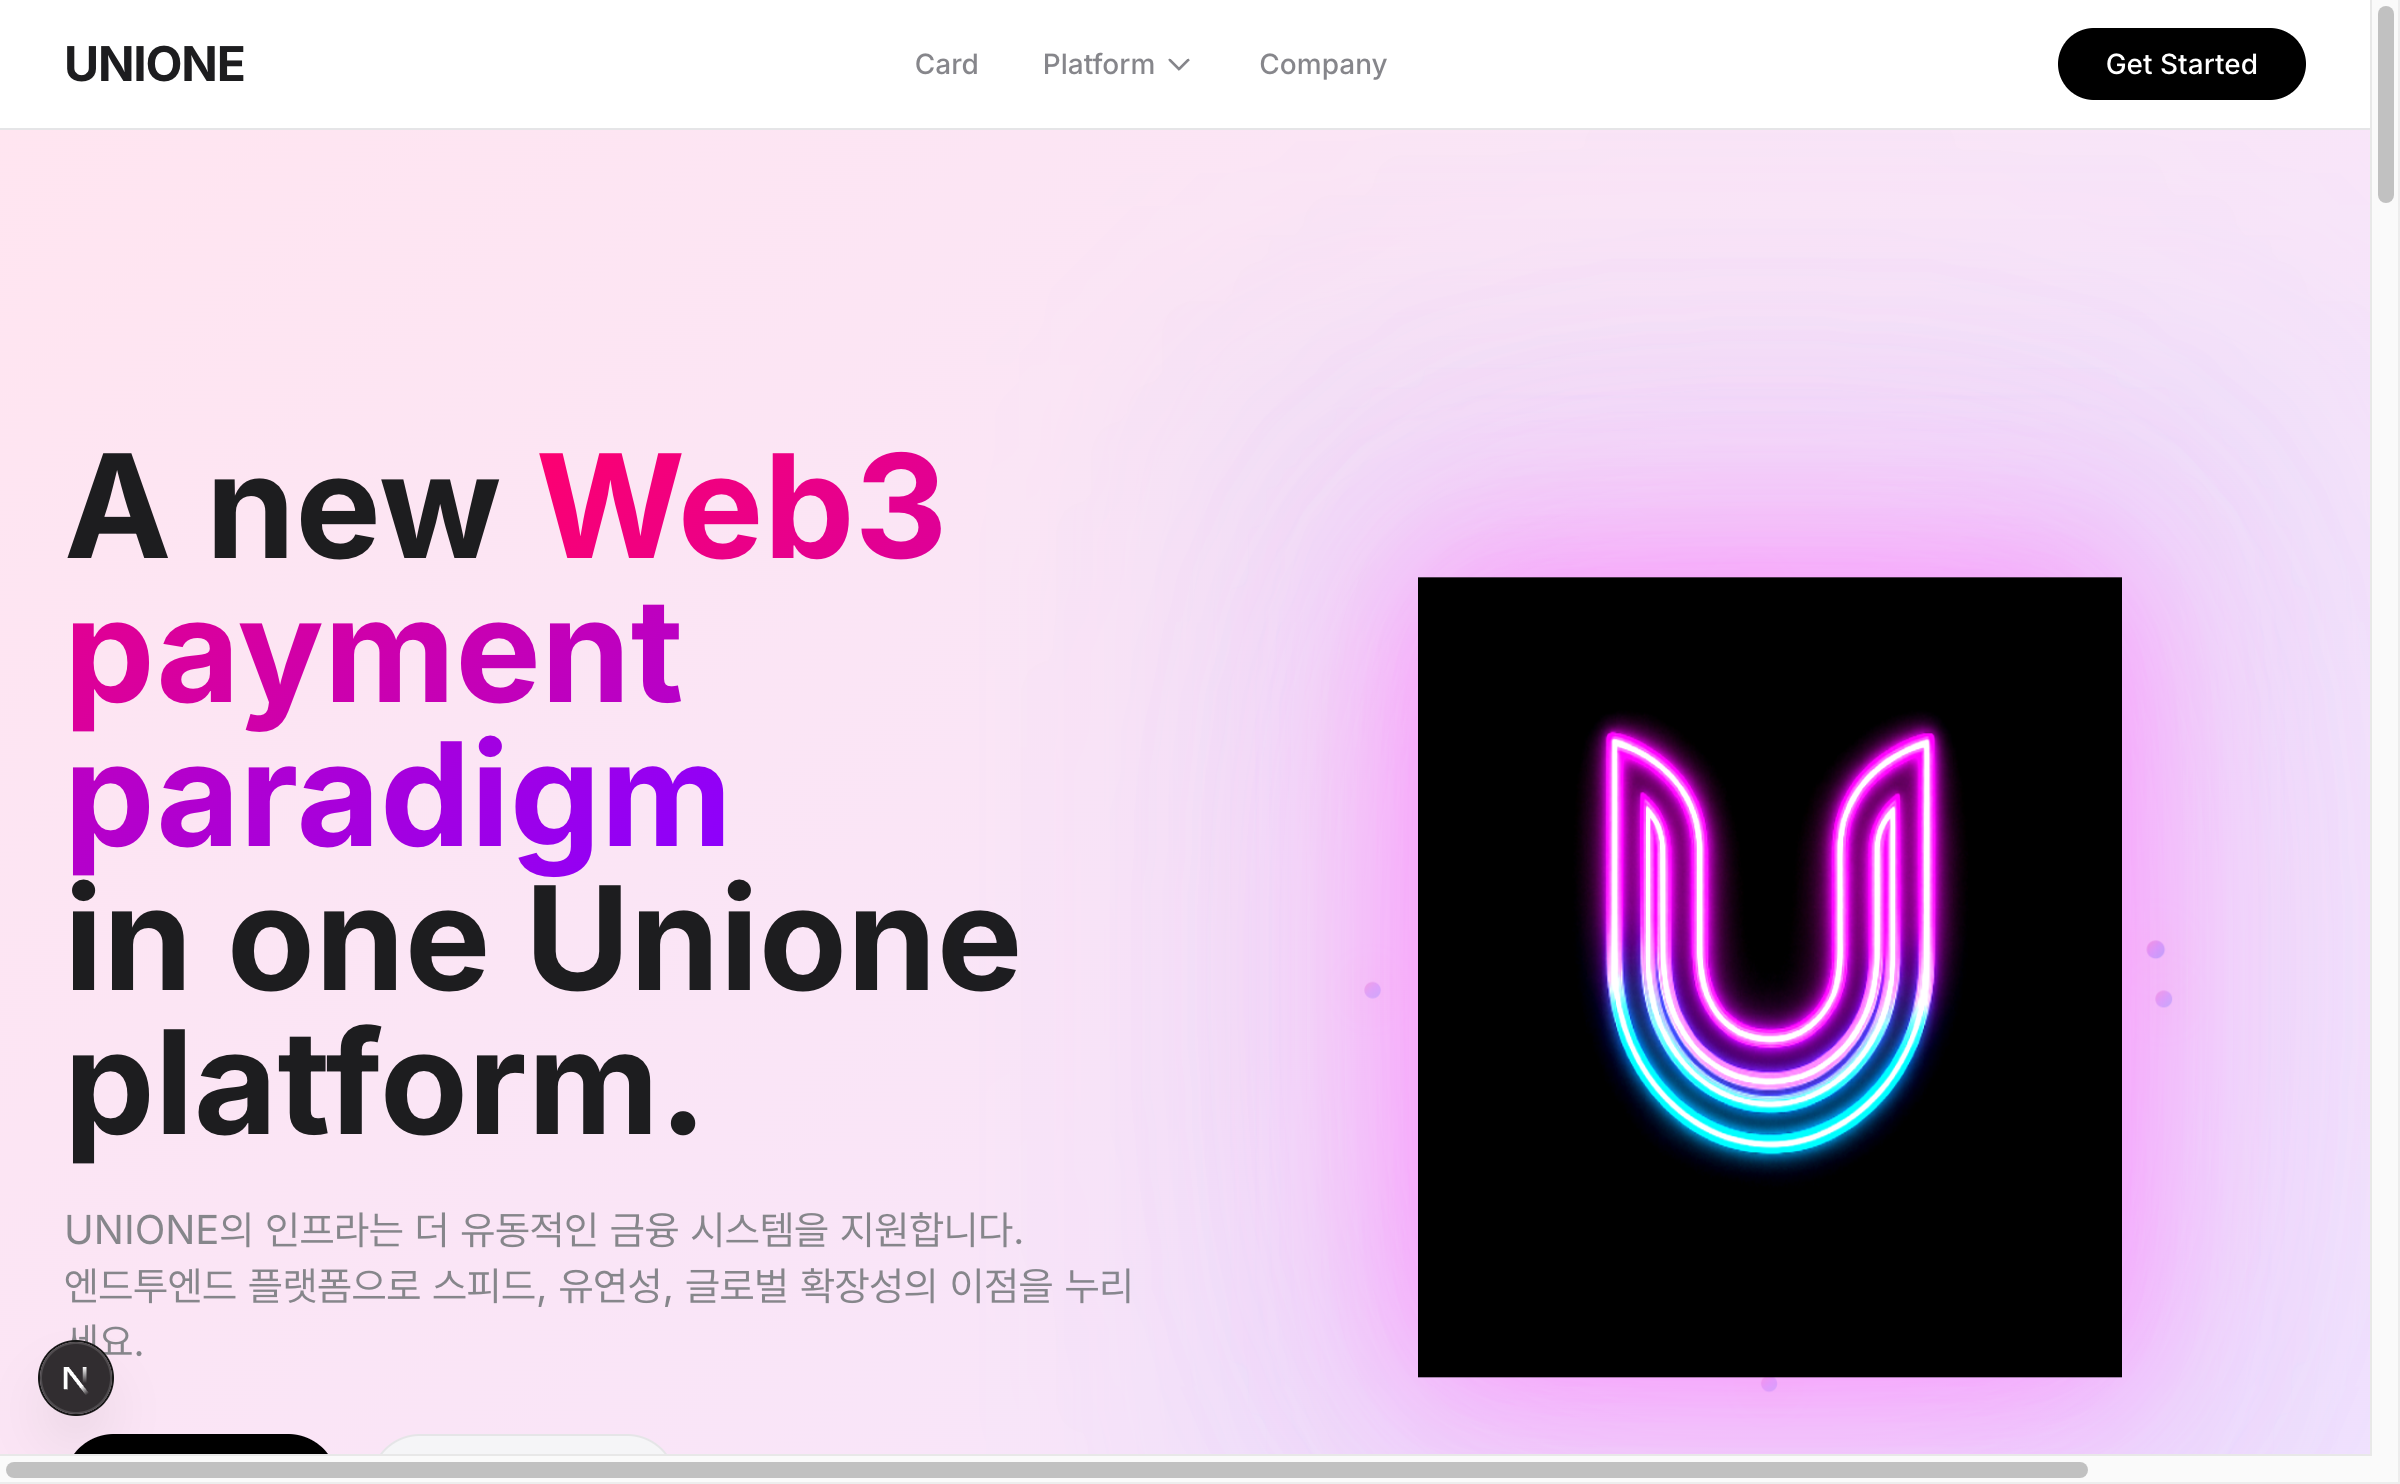 UNIONE
Card
Platform
Company
Get Started
A new Web3
payment
paradigm
in one Unione
platform.
UNIONE의 인프라는 더 유동적인 금융 시스템을 지원합니다.
엔드투엔드 플랫폼으로 스피드, 유연성, 글로벌 확장성의 이점을 누리
세요.
N
U